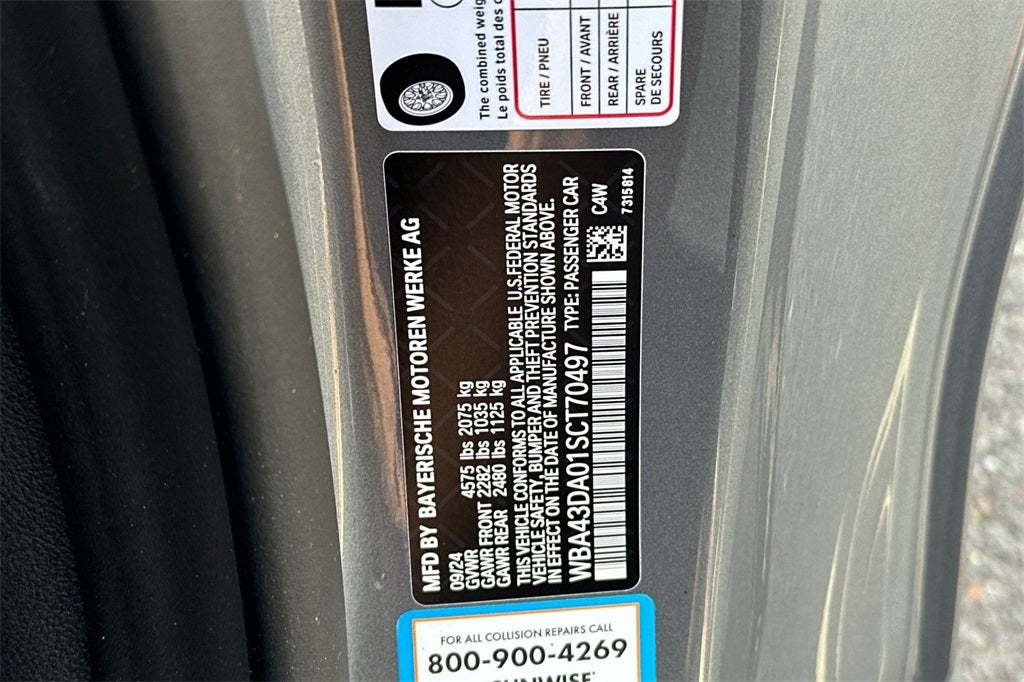 The combined weig
Le poids total des o
TIRE / PNEU
FRONT / AVANT
REAR / ARRIÈRE
SPARE
DE SECOURS
MFD BY BAYERISCHE MOTOREN WERKE AG
09/24
GVWR 4575 lbs 2075 kg
GAWR FRONT 2282 lbs 1035 kg
GAWR REAR 2480 lbs 1125 kg
THIS VEHICLE CONFORMS TO ALL APPLICABLE U.S.FEDERAL MOTOR
VEHICLE SAFETY, BUMPER AND THEFT PREVENTION STANDARDS
IN EFFECT ON THE DATE OF MANUFACTURE SHOWN ABOVE.
WBA43DA01SCT70497 TYPE: PASSENGER CAR
C4W
7315814
FOR ALL COLLISION REPAIRS CALL
800-900-4269